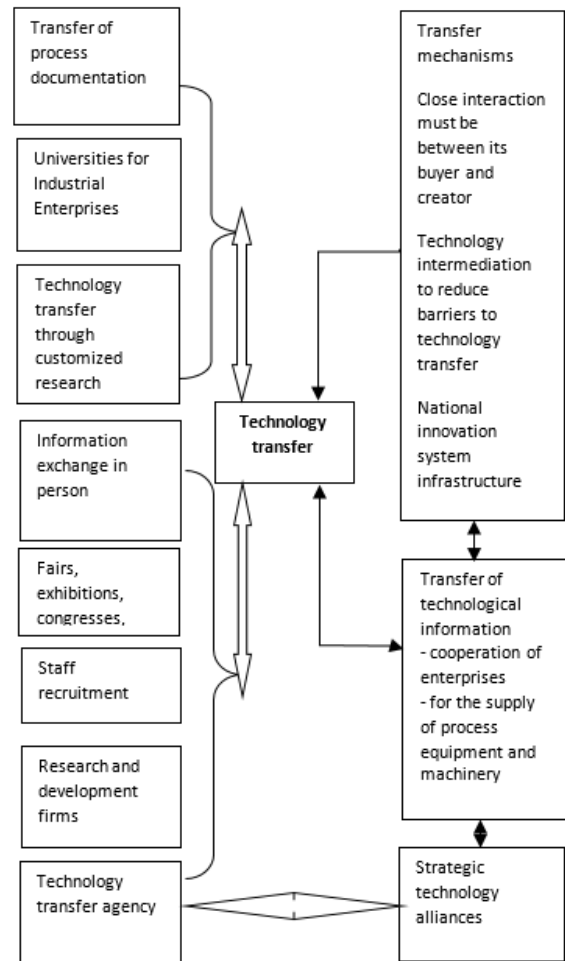 Transfer of
process
documentation
Universities for
Industrial
Enterprises
Technology
transfer
through
customized
research
Information
exchange in
person
Fairs,
exhibitions,
congresses,
Staff
recruitment
Research and
development
firms
Technology
transfer agency
Technology
transfer
Transfer
mechanisms
Close interaction
must be
between its
buyer and
creator
Technology
intermediation
to reduce
barriers to
technology
transfer
National
innovation
system
infrastructure
Transfer of
technological
information
- cooperation of
enterprises
- for the supply
of process
equipment and
machinery
Strategic
technology
alliances